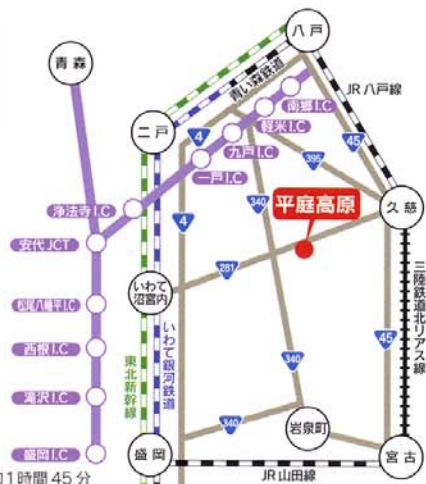 八戸
青森
青い森鉄道
JR八戸線
南郷I.C
二戸
4
軽米I.C
45
九戸I.C
395
一戸I.C
340
浄法寺I.C
平庭高原
久慈
4
安代JCT
281
いわて沼宮内
松尾八幡平I.C
三陸鉄道北リアス線
いわて銀河鉄道
東北新幹線
45
西根I.C
340
滝沢I.C
340
岩泉町
盛岡I.C
盛岡
宮古
JR山田線
1時間45分